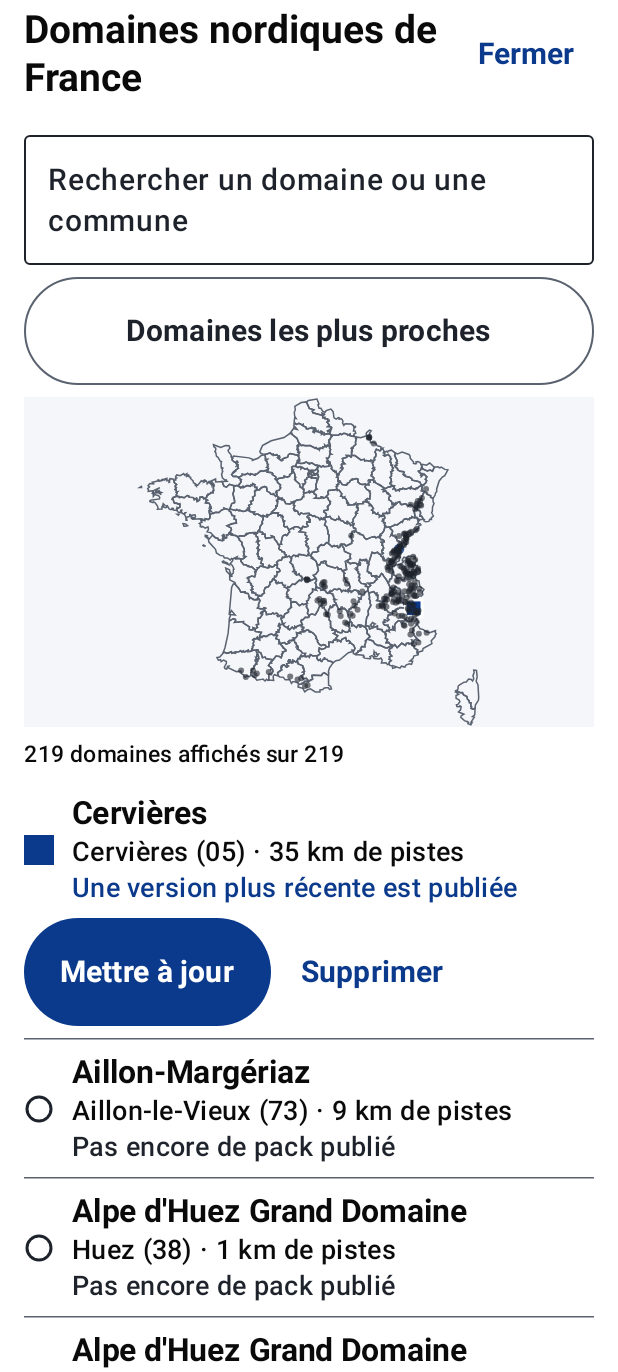 Domaines nordiques de
France
Fermer
Rechercher un domaine ou une
commune
Domaines les plus proches
219 domaines affichés sur 219
Cervières
Cervières (05) · 35 km de pistes
Une version plus récente est publiée
Mettre à jour
Supprimer
Aillon-Margériaz
Aillon-le-Vieux (73) · 9 km de pistes
Pas encore de pack publié
Alpe d'Huez Grand Domaine
Huez (38) · 1 km de pistes
Pas encore de pack publié
Alpe d'Huez Grand Domaine